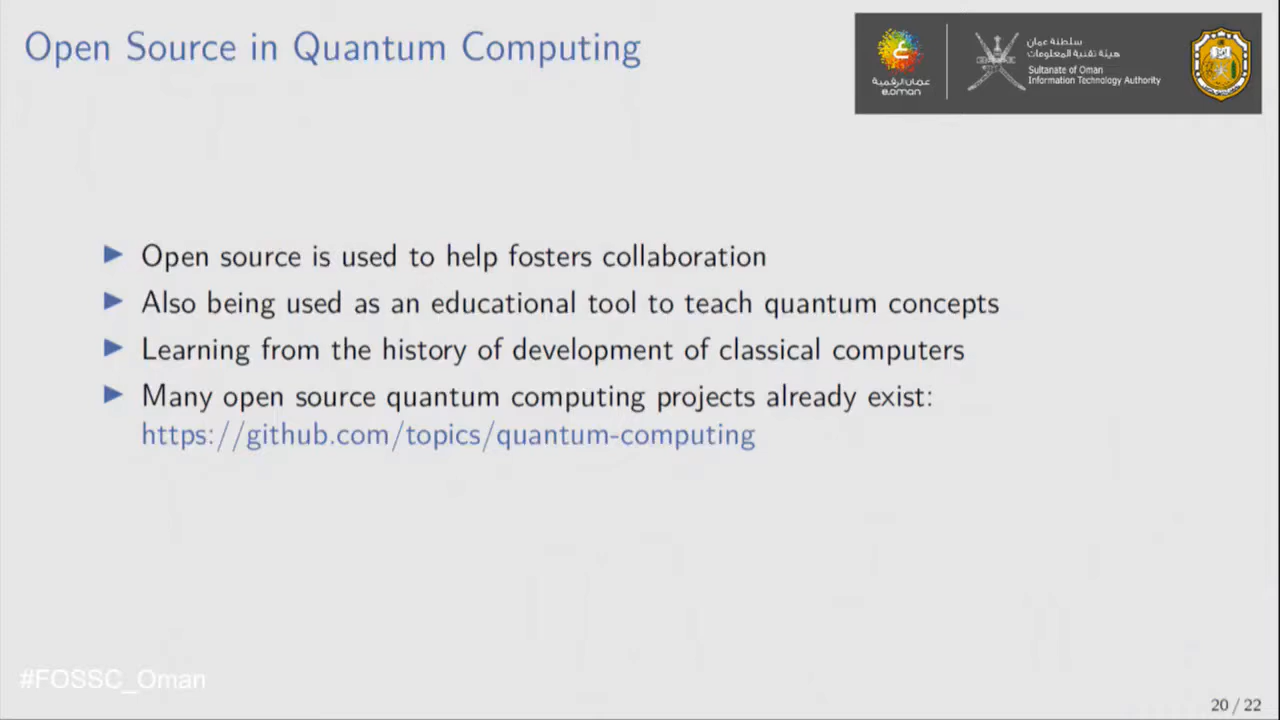 Open Source in Quantum Computing
عمان الرقمية
e.oman
سلطنة عمان
هيئة تقنية المعلومات
Sultanate of Oman
Information Technology Authority
Open source is used to help fosters collaboration
Also being used as an educational tool to teach quantum concepts
Learning from the history of development of classical computers
Many open source quantum computing projects already exist:
https://github.com/topics/quantum-computing
#FOSSC_Oman
20 / 22